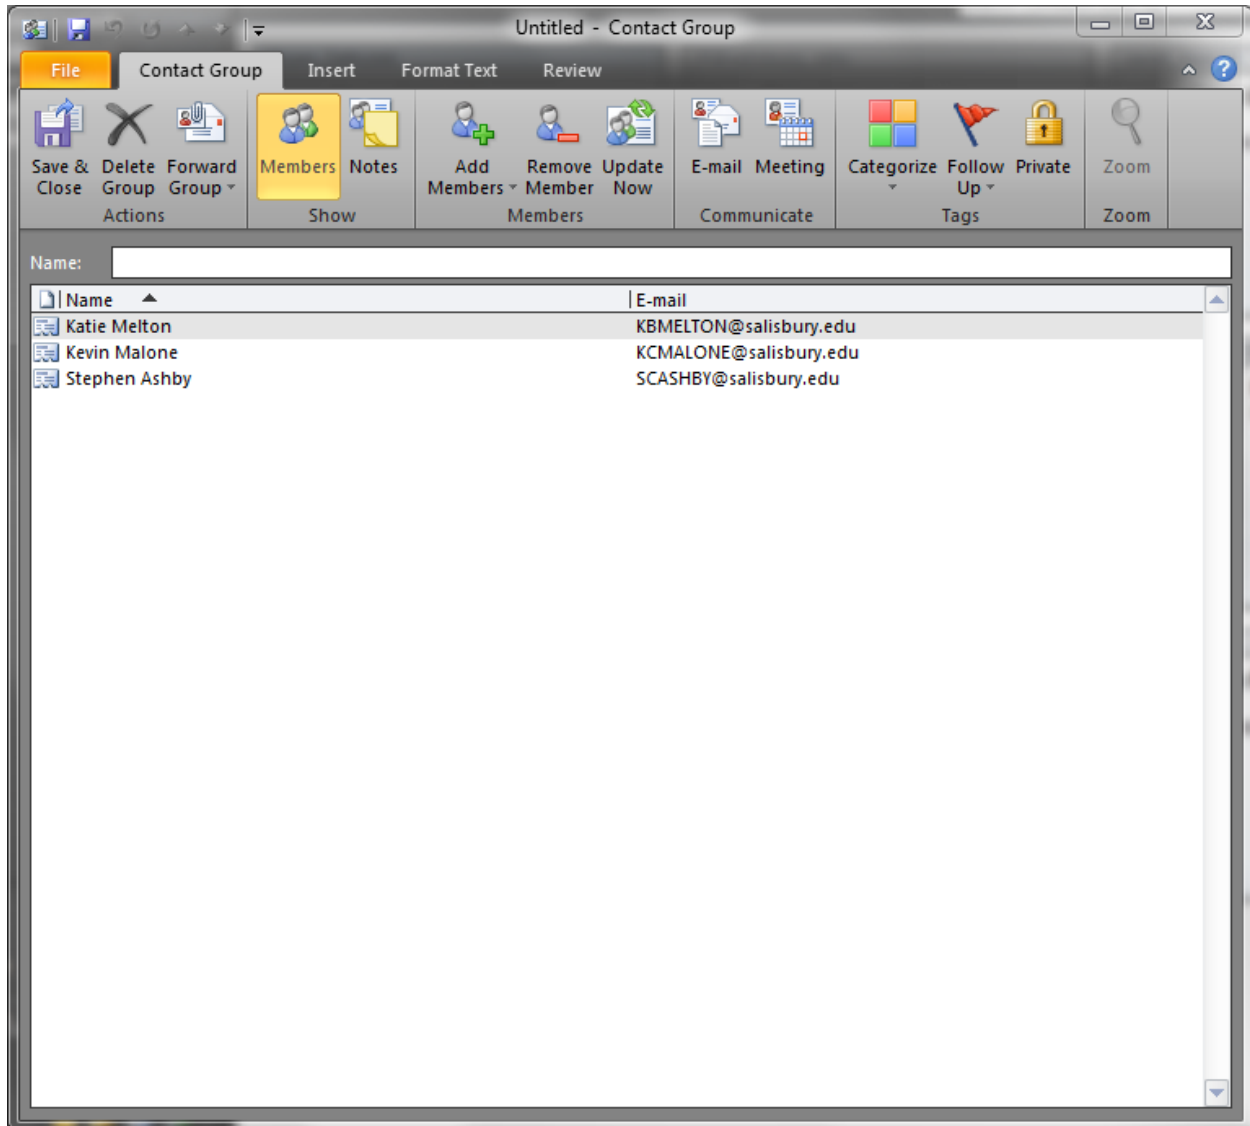 Untitled - Contact Group
File Contact Group Insert Format Text Review
Save & Delete Forward Members Notes Add Remove Update E-mail Meeting Categorize Follow Private Zoom
Close Group Group Members Member Now Up
Actions Show Members Communicate Tags Zoom
Name:
Name E-mail
Katie Melton KBMELTON@salisbury.edu
Kevin Malone KCMALONE@salisbury.edu
Stephen Ashby SCASHBY@salisbury.edu